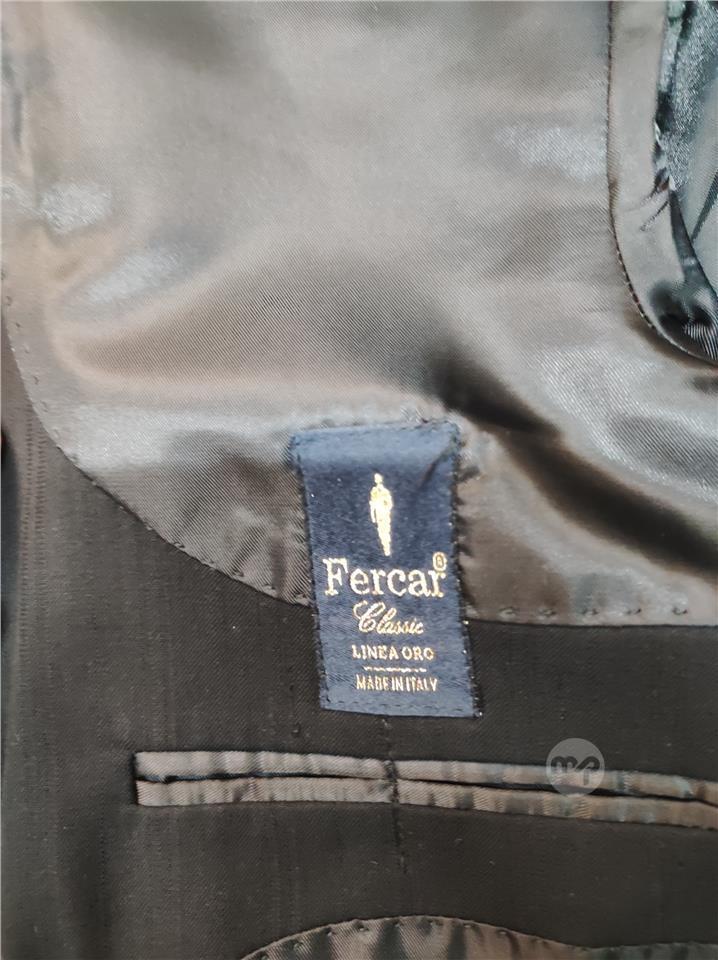 Fercar®
Classic
LINEA ORO
MADE IN ITALY